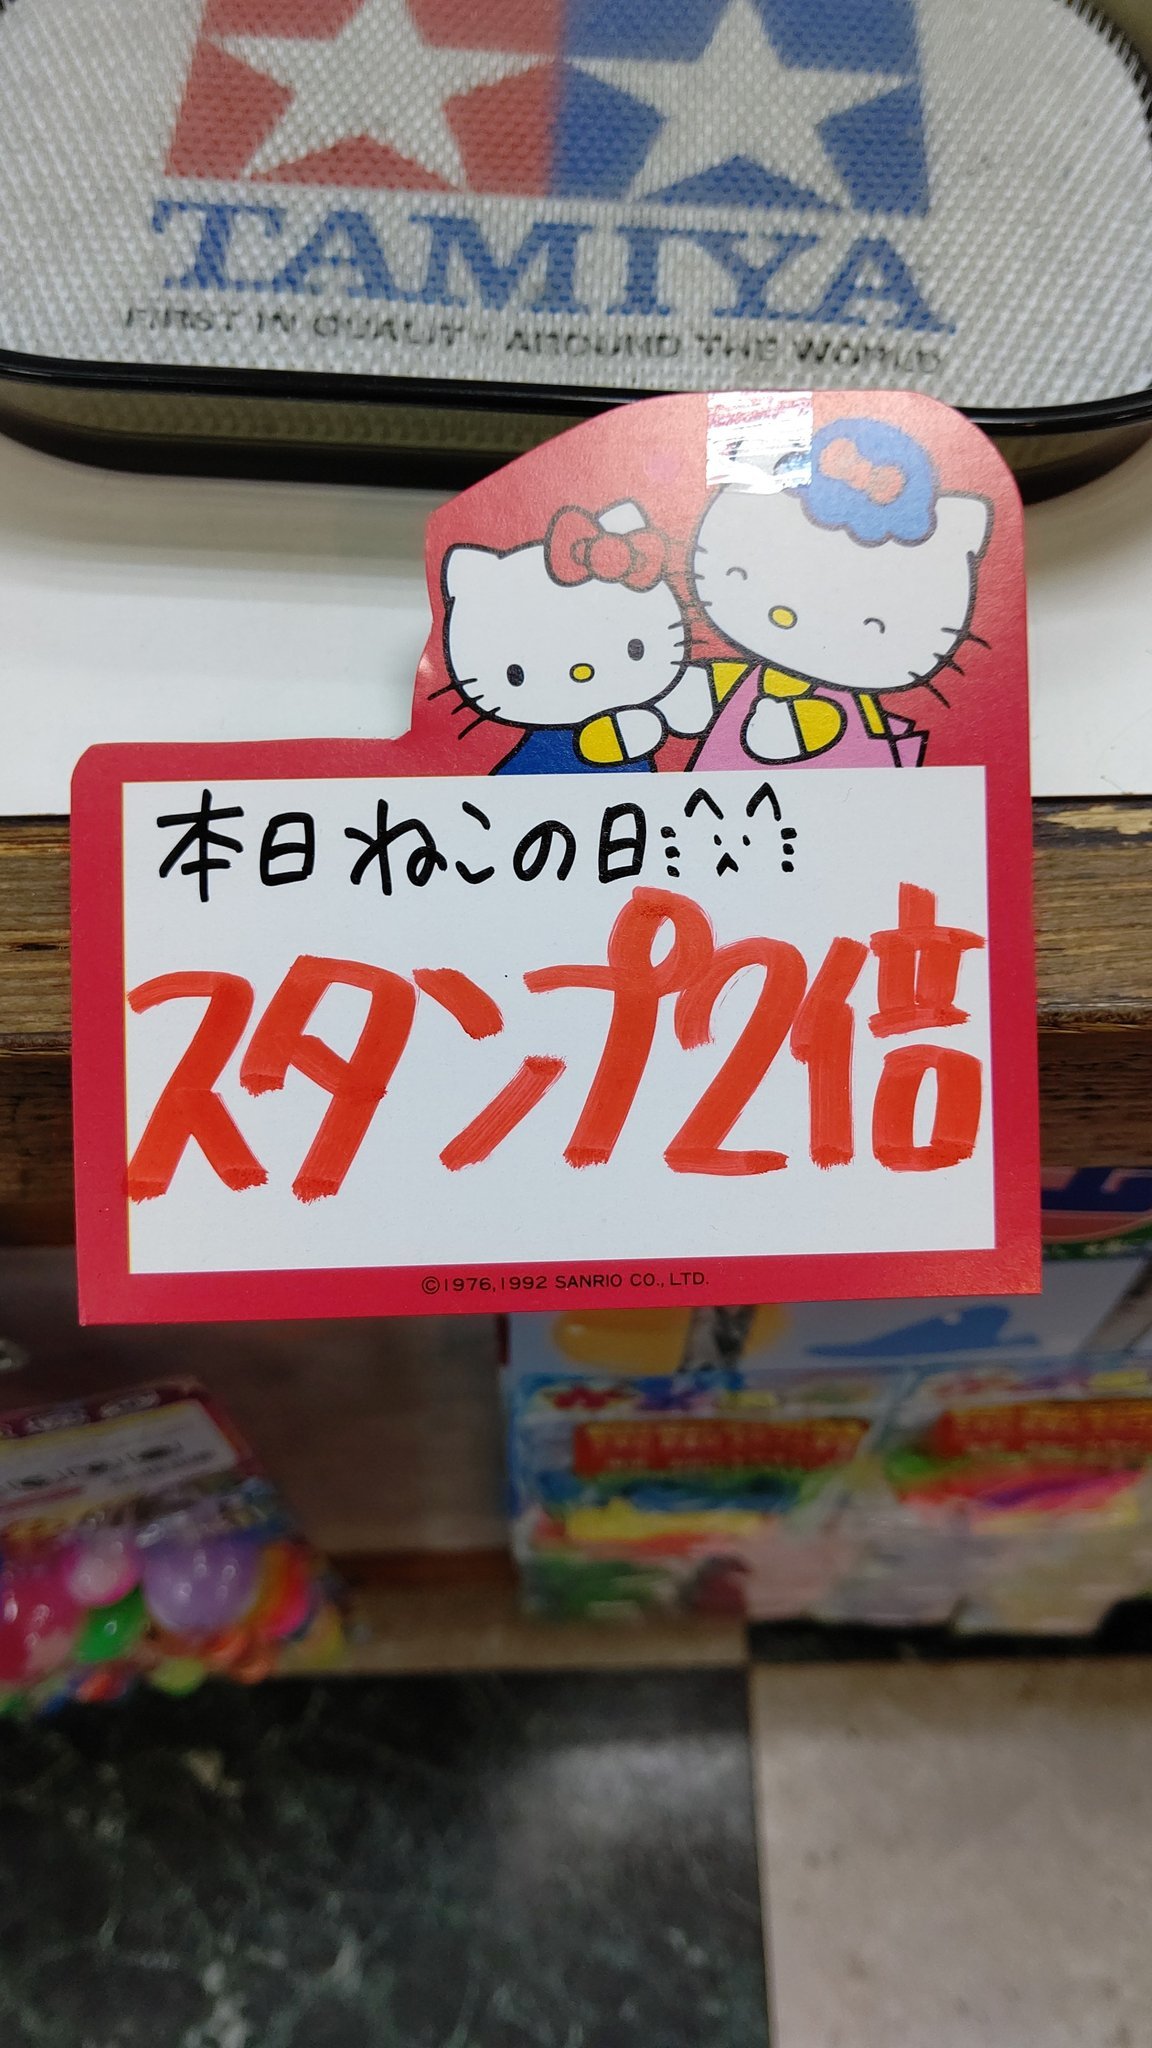 TAMIYA
FIRST IN QUALITY AROUND THE WORLD
本日ねこの日
スタンプ2倍
©1976,1992 SANRIO CO., LTD.